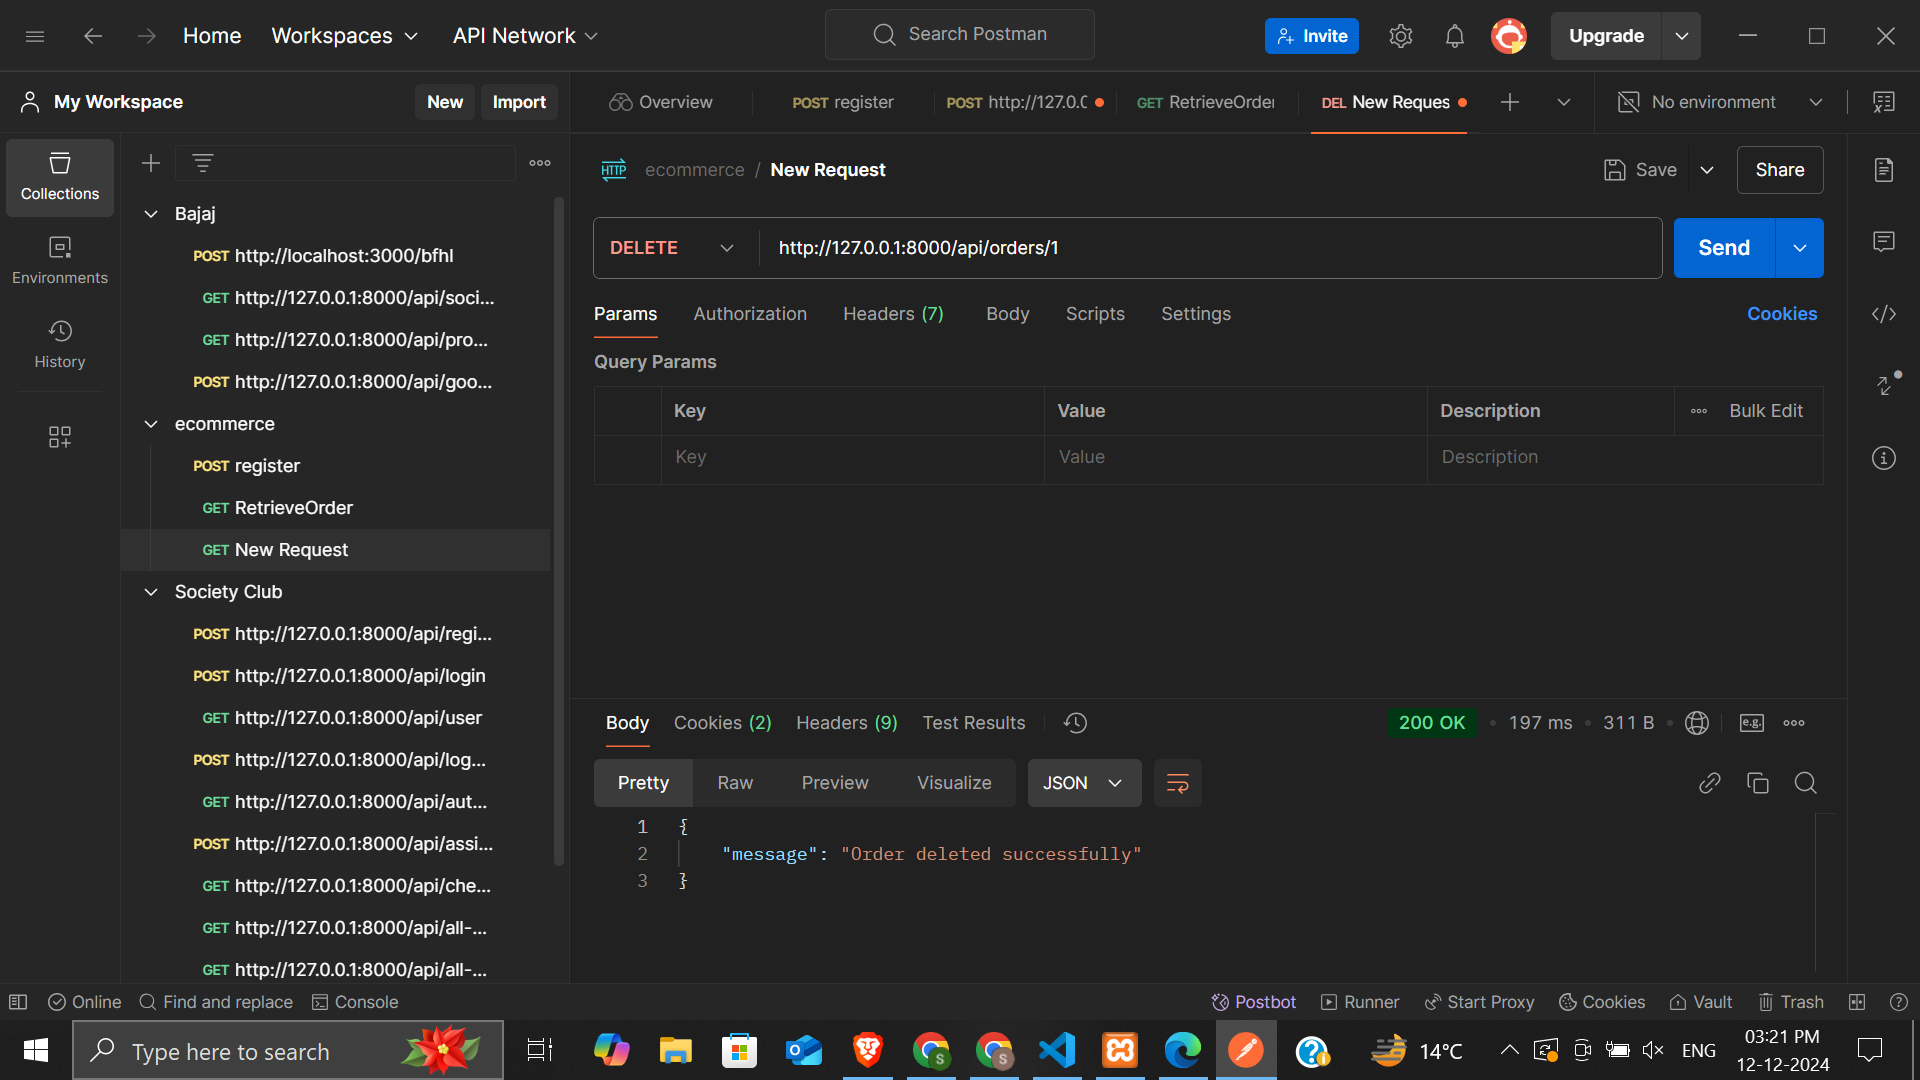 Home Workspaces API Network Search Postman Invite Upgrade
My Workspace New Import Overview POST register POST http://127.0.0 DEL New Reques No environment
GET RetrieveOrder
Collections
Environments
History
Bajaj
POST http://localhost:3000/bfhl
GET http://127.0.0.1:8000/api/soci...
GET http://127.0.0.1:8000/api/pro...
POST http://127.0.0.1:8000/api/goo...
ecommerce
POST register
GET RetrieveOrder
GET New Request
Society Club
POST http://127.0.0.1:8000/api/regi...
POST http://127.0.0.1:8000/api/login
GET http://127.0.0.1:8000/api/user
POST http://127.0.0.1:8000/api/log...
GET http://127.0.0.1:8000/api/aut...
POST http://127.0.0.1:8000/api/assi...
GET http://127.0.0.1:8000/api/che...
GET http://127.0.0.1:8000/api/all-...
GET http://127.0.0.1:8000/api/all-...
HTTP ecommerce / New Request Save Share
DELETE http://127.0.0.1:8000/api/orders/1 Send
Params Authorization Headers (7) Body Scripts Settings Cookies
Query Params
Key Value Description Bulk Edit
Key Value Description
Body Cookies (2) Headers (9) Test Results 200 OK 197 ms 311 B e.g.
Pretty Raw Preview Visualize JSON
1 {
2 "message": "Order deleted successfully"
3 }
Online Find and replace Console Postbot Runner Start Proxy Cookies Vault Trash
Type here to search 14°C ENG 03:21 PM
12-12-2024